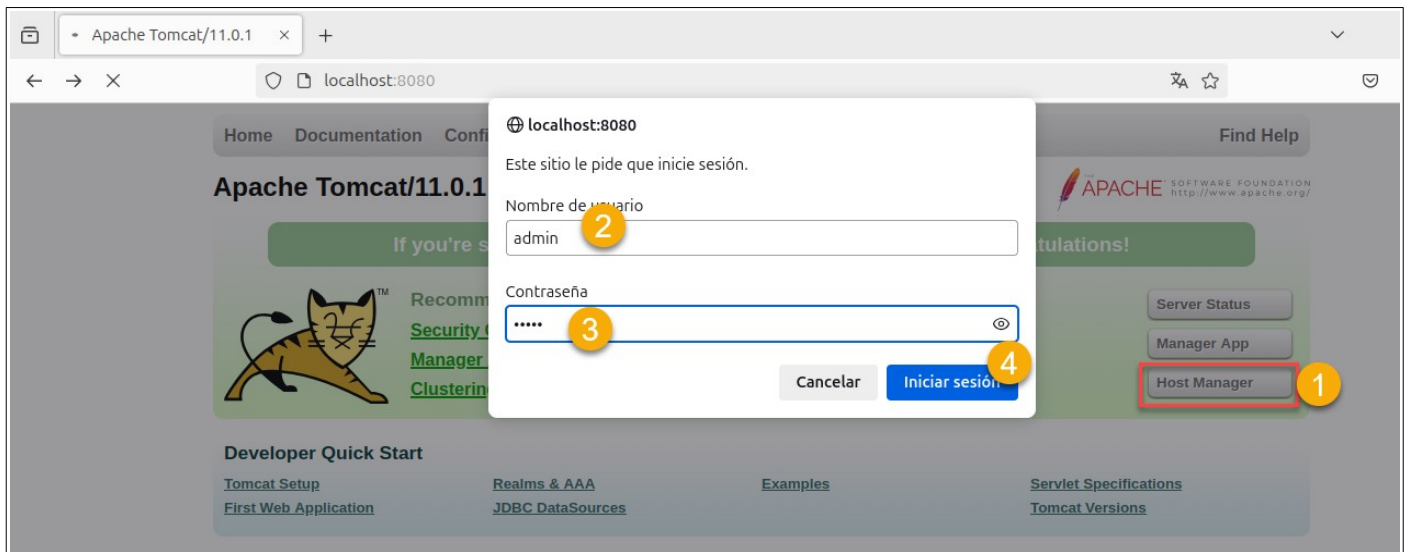 Apache Tomcat/11.0.1
localhost:8080
Home Documentation Confi
Find Help
localhost:8080
Este sitio le pide que inicie sesión.
Nombre de usuario
2
admin
Contraseña
•••••
3
Cancelar
Iniciar sesión
4
Apache Tomcat/11.0.1
THE
APACHE™ SOFTWARE FOUNDATION
http://www.apache.org/
If you're s
tulations!
TM
Recomm
Security
Manager
Clusterin
Server Status
Manager App
Host Manager
1
Developer Quick Start
Tomcat Setup
First Web Application
Realms & AAA
JDBC DataSources
Examples
Servlet Specifications
Tomcat Versions